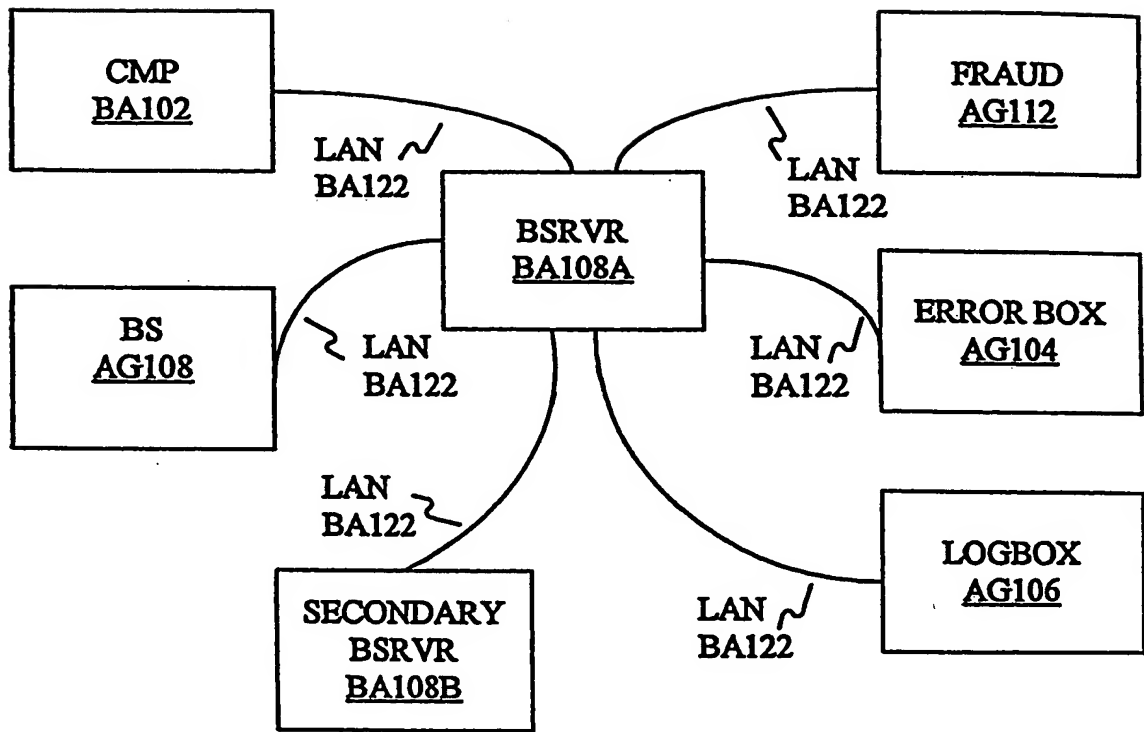 CMP
BA102
FRAUD
AG112
LAN
BA122
LAN
BA122
BSRVR
BA108A
BS
AG108
LAN
BA122
ERROR BOX
AG104
LAN
BA122
LAN
BA122
SECONDARY
BSRVR
BA108B
LOGBOX
AG106
LAN
BA122